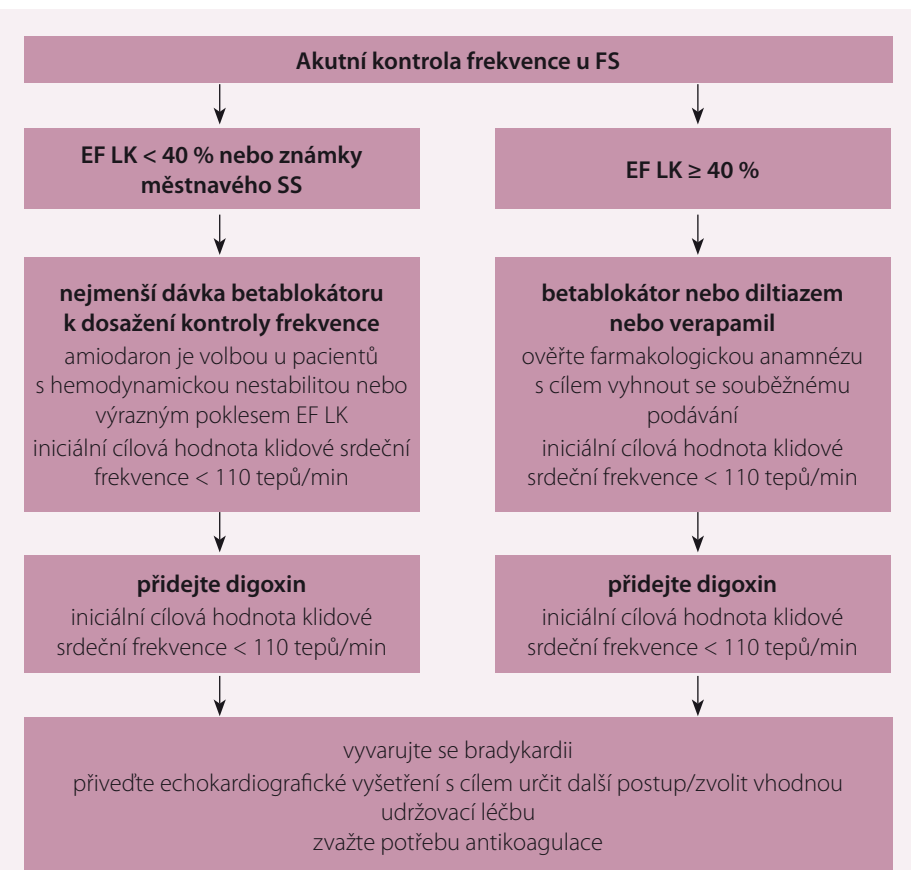 Akutní kontrola frekvence u FS
EF LK < 40 % nebo známky
městnavého SS
nejmenší dávka betablokátoru
k dosažení kontroly frekvence
amiodaron je volbou u pacientů
s hemodynamickou nestabilitou nebo
výrazným poklesem EF LK
iniciální cílová hodnota klidové srdeční
frekvence < 110 tepů/min
přidejte digoxin
iniciální cílová hodnota klidové
srdeční frekvence < 110 tepů/min
EF LK ≥ 40 %
betablokátor nebo diltiazem
nebo verapamil
ověřte farmakologickou anamnézu
s cílem vyhnout se souběžnému
podávání
iniciální cílová hodnota klidové
srdeční frekvence < 110 tepů/min
přidejte digoxin
iniciální cílová hodnota klidové
srdeční frekvence < 110 tepů/min
vyvarujte se bradykardii
přiveďte echokardiografické vyšetření s cílem určit další postup/zvolit vhodnou
udržovací léčbu
zvažte potřebu antikoagulace